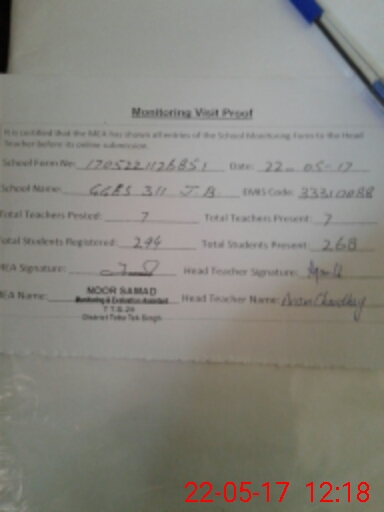 Monitoring Visit Proof
It is certified that the MEA has shown all entries of the School Monitoring Form to the Head
Teacher before its online submission.
School Form No: 170522112685 1 Date: 22-05-17
School Name: GGES 311 J.B. EMIS Code: 33310088
Total Teachers Posted: 7 Total Teachers Present: 7
Total Students Registered: 299 Total Students Present: 268
MEA Signature: Head Teacher Signature:
MEA Name: NOOR SAMAD Head Teacher Name:
Monitoring & Evaluation Assistant
T.T.S-24
District Toba Tek Singh
22-05-17 12:18